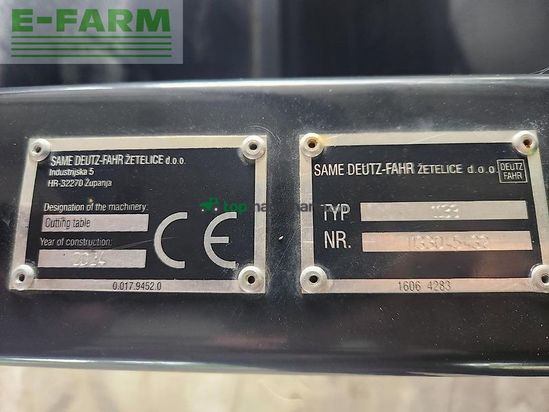 E-FARM
SAME DEUTZ-FAHR ŽETELICE d.o.o.
Industrijska 5
HR-32270 Županja
Designation of the machinery:
Cutting table
Year of construction:
2014
CE
0.017.9452.0
SAME DEUTZ-FAHR ŽETELICE d.o.o.
DEUTZ
FAHR
TYP
NR.
1606 4283